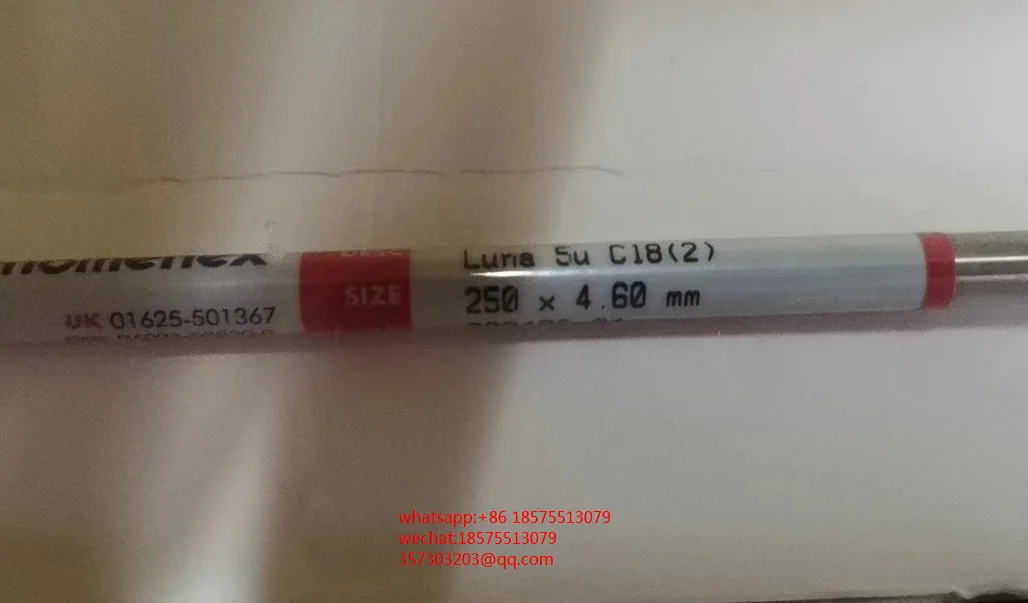 Luna 5u C18(2)
SIZE 250 x 4.60 mm
UK 01625-501367
whatsapp:+86 18575513079
wechat:18575513079
357303203@qq.com